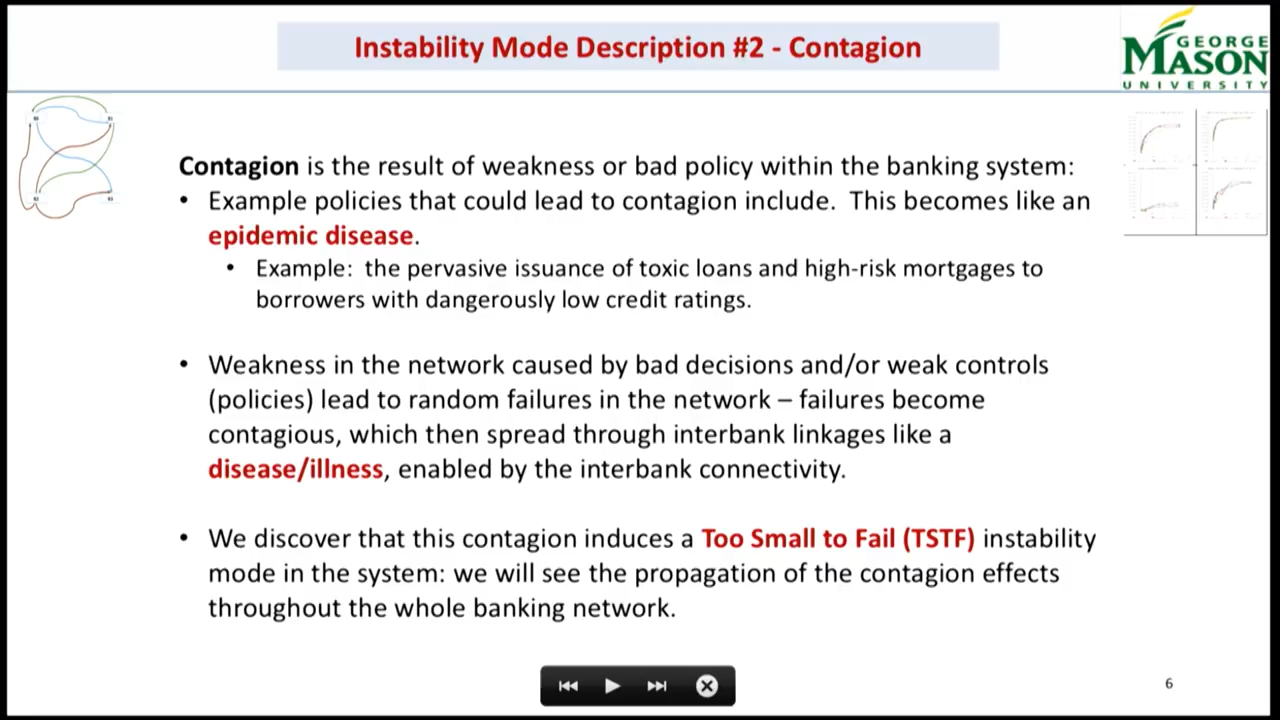 Instability Mode Description #2 - Contagion
GEORGE
MASON
UNIVERSITY
Contagion is the result of weakness or bad policy within the banking system:
• Example policies that could lead to contagion include.  This becomes like an
epidemic disease.
• Example:  the pervasive issuance of toxic loans and high-risk mortgages to
borrowers with dangerously low credit ratings.
• Weakness in the network caused by bad decisions and/or weak controls
(policies) lead to random failures in the network – failures become
contagious, which then spread through interbank linkages like a
disease/illness, enabled by the interbank connectivity.
• We discover that this contagion induces a Too Small to Fail (TSTF) instability
mode in the system: we will see the propagation of the contagion effects
throughout the whole banking network.
6